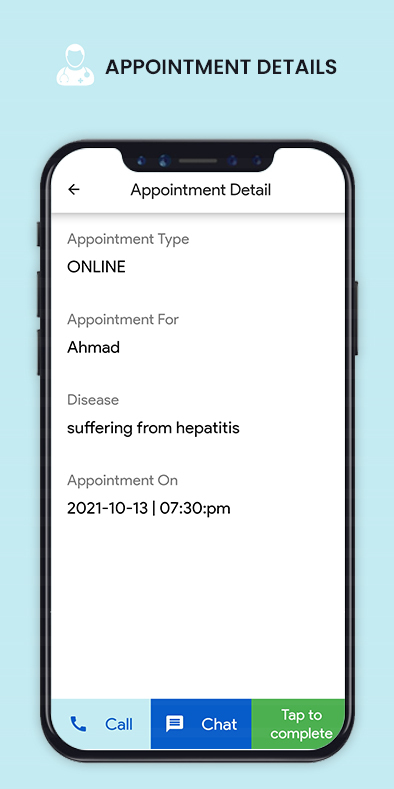 APPOINTMENT DETAILS
Appointment Detail
Appointment Type
ONLINE
Appointment For
Ahmad
Disease
suffering from hepatitis
Appointment On
2021-10-13 | 07:30:pm
Call
Chat
Tap to
complete